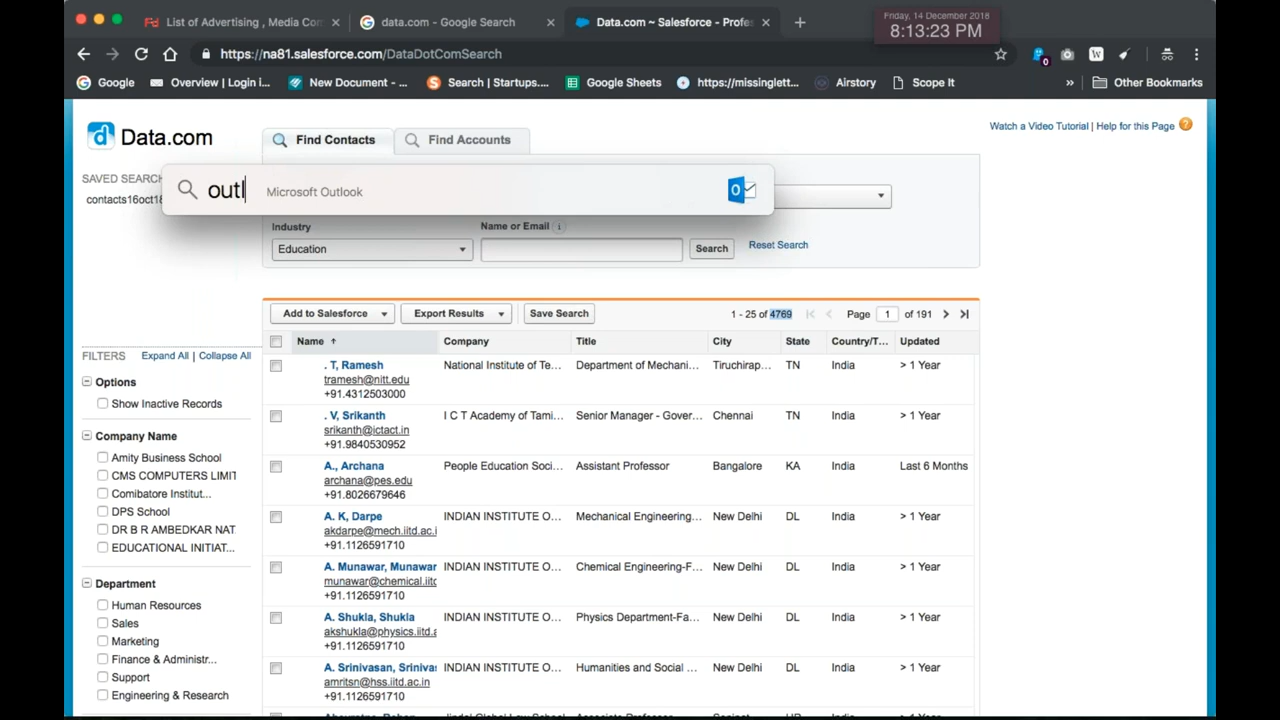 List of Advertising , Media Con
data.com - Google Search
Data.com ~ Salesforce - Profes
Friday, 14 December 2018
8:13:23 PM
https://na81.salesforce.com/DataDotComSearch
0
W
Google
Overview | Login i...
New Document - ...
Search | Startups....
Google Sheets
https://missinglett...
Airstory
Scope It
»
Other Bookmarks
d Data.com
Find Contacts
Find Accounts
Watch a Video Tutorial | Help for this Page ?
SAVED SEARCH
contacts16oct18
outl Microsoft Outlook
Industry
Name or Email i
Education
Search
Reset Search
Add to Salesforce
Export Results
Save Search
1 - 25 of 4769
Page 1 of 191
Name Company Title City State Country/T... Updated
. T, Ramesh National Institute of Te... Department of Mechani... Tiruchirap... TN India > 1 Year
tramesh@nitt.edu
+91.4312503000
. V, Srikanth I C T Academy of Tami... Senior Manager - Gover... Chennai TN India > 1 Year
srikanth@ictact.in
+91.9840530952
A., Archana People Education Soci... Assistant Professor Bangalore KA India Last 6 Months
archana@pes.edu
+91.8026679646
A. K, Darpe INDIAN INSTITUTE O... Mechanical Engineering... New Delhi DL India > 1 Year
akdarpe@mech.iitd.ac.i
+91.1126591710
A. Munawar, Munawar INDIAN INSTITUTE O... Chemical Engineering-F... New Delhi DL India > 1 Year
munawar@chemical.iitd
+91.1126591710
A. Shukla, Shukla INDIAN INSTITUTE O... Physics Department-Fa... New Delhi DL India > 1 Year
akshukla@physics.iitd.a
+91.1126591710
A. Srinivasan, Srinivas INDIAN INSTITUTE O... Humanities and Social ... New Delhi DL India > 1 Year
amritsn@hss.iitd.ac.in
+91.1126591710
FILTERS Expand All | Collapse All
Options
Show Inactive Records
Company Name
Amity Business School
CMS COMPUTERS LIMIT
Comibatore Institut...
DPS School
DR B R AMBEDKAR NAT
EDUCATIONAL INITIAT...
Department
Human Resources
Sales
Marketing
Finance & Administr...
Support
Engineering & Research